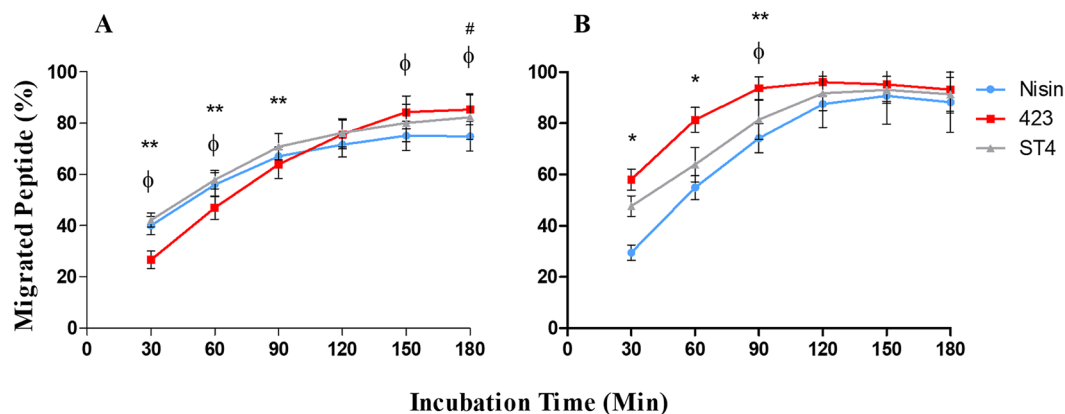 A
B
#
** ** ** ϕ ϕ
ϕ ϕ
**
ϕ
*
*
Migrated Peptide (%)
100
80
60
40
20
0
0 30 60 90 120 150 180
100
80
60
40
20
0
0 30 60 90 120 150 180
Nisin
423
ST4
Incubation Time (Min)